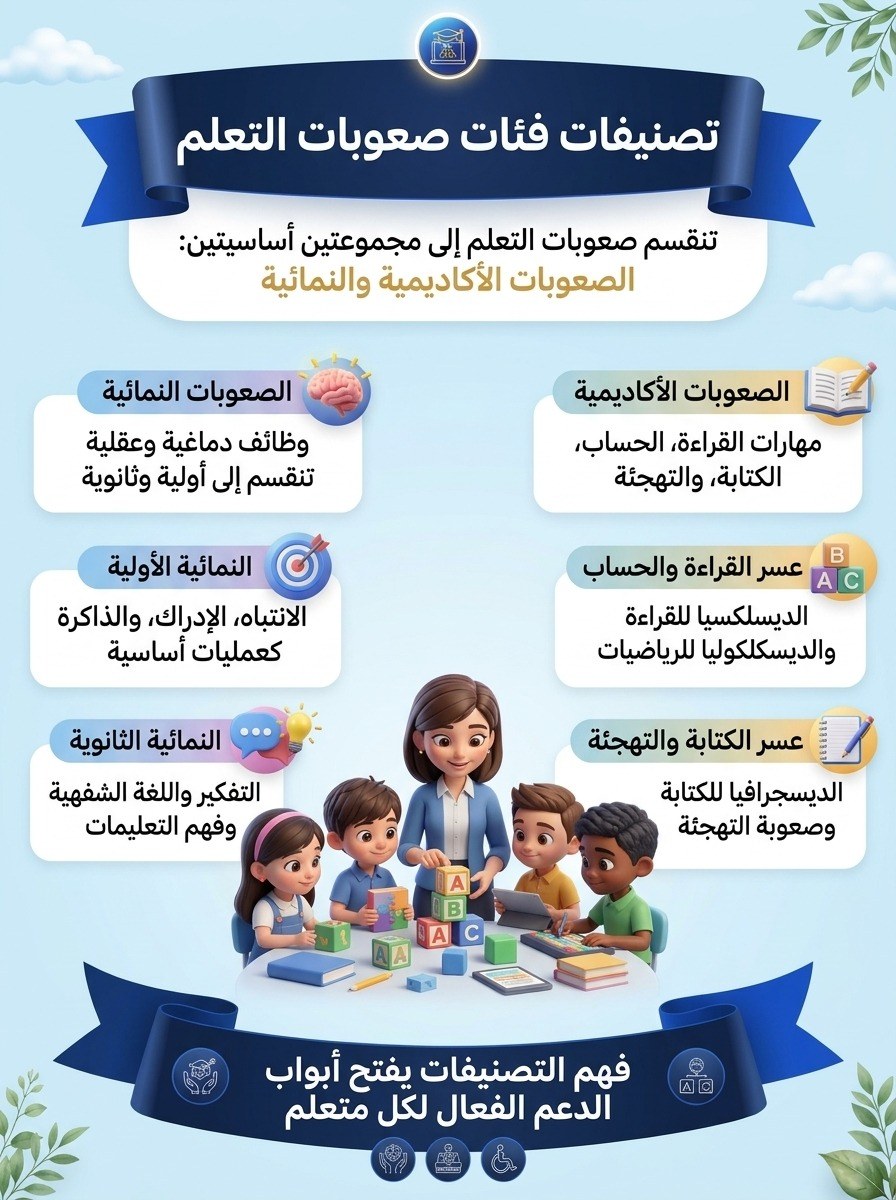 تصنيفات فئات صعوبات التعلم
تنقسم صعوبات التعلم إلى مجموعتين أساسيتين:
الصعوبات الأكاديمية والنمائية
الصعوبات الأكاديمية
مهارات القراءة، الحساب،
الكتابة، والتهجئة
الصعوبات النمائية
وظائف دماغية وعقلية
تنقسم إلى أولية وثانوية
عسر القراءة والحساب
B
A C
الديسلكسيا للقراءة
والديسكلكوليا للرياضيات
النمائية الأولية
الانتباه، الإدراك، والذاكرة
كعمليات أساسية
عسر الكتابة والتهجئة
الديسجرافيا للكتابة
وصعوبة التهجئة
النمائية الثانوية
التفكير واللغة الشفهية
وفهم التعليمات
A
B
A C
A A
فهم التصنيفات يفتح أبواب
الدعم الفعال لكل متعلم